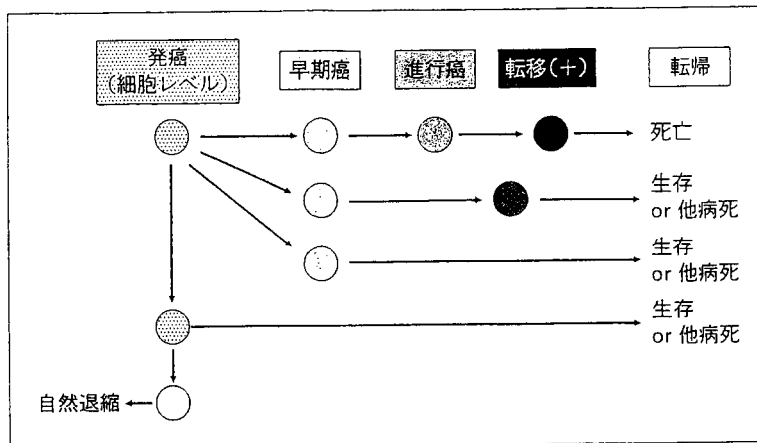 発癌
(細胞レベル)
早期癌
進行癌
転移(+)
転帰
死亡
生存
or 他病死
生存
or 他病死
生存
or 他病死
自然退縮